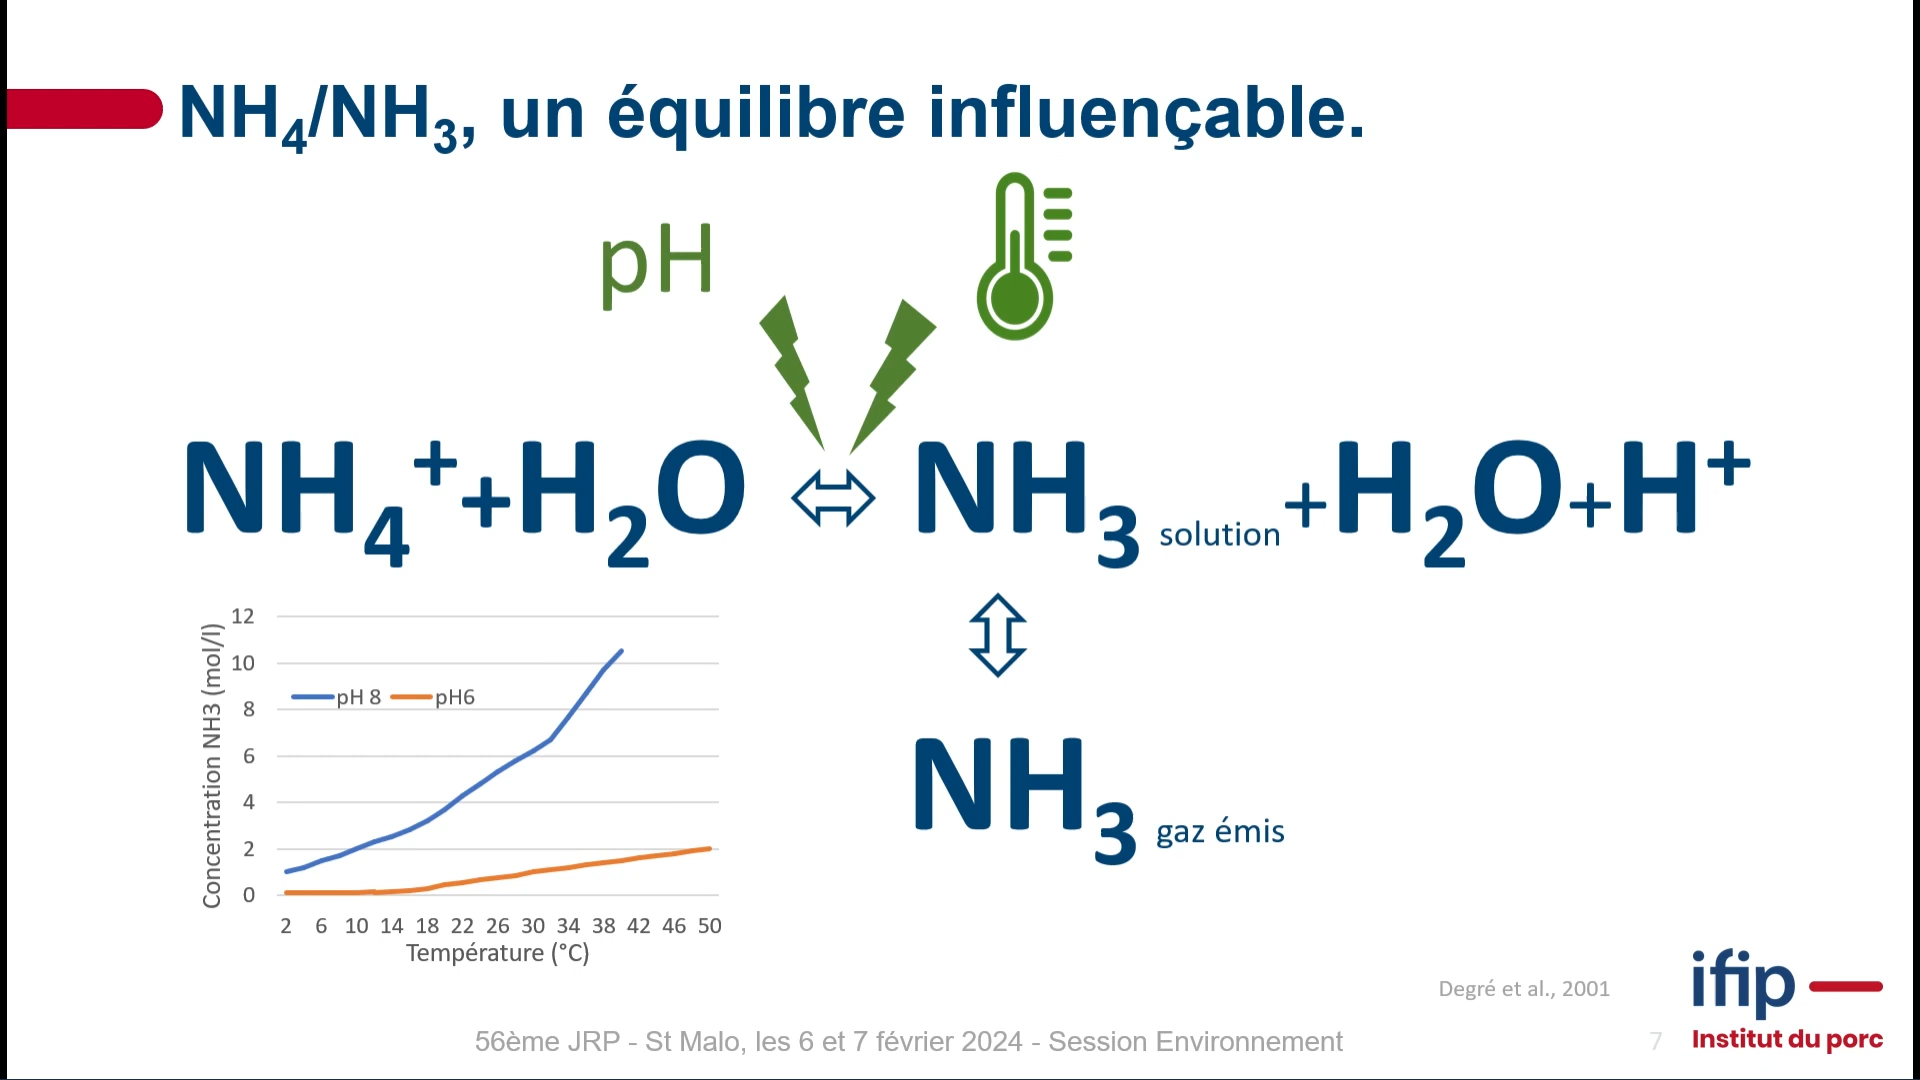 NH4/NH3, un équilibre influençable.
pH
NH4++H2O ⇔ NH3 solution+H2O+H+
NH3 gaz émis
Concentration NH3 (mol/l)
12
10
8
6
4
2
0
pH 8 pH6
2 6 10 14 18 22 26 30 34 38 42 46 50
Température (°C)
Degré et al., 2001
56ème JRP - St Malo, les 6 et 7 février 2024 - Session Environnement
7
ifip
Institut du porc